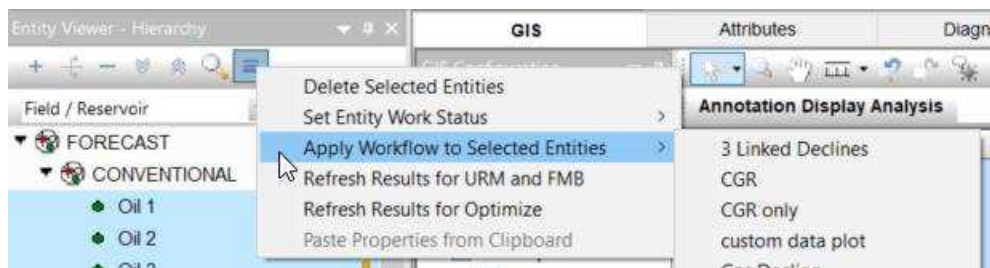 Entity Viewer - Hierarchy
GIS
Attributes
Diagn
GIS Configuration
Field / Reservoir
Annotation Display Analysis
FORECAST
CONVENTIONAL
Oil 1
Oil 2
Delete Selected Entities
Set Entity Work Status
Apply Workflow to Selected Entities
Refresh Results for URM and FMB
Refresh Results for Optimize
Paste Properties from Clipboard
3 Linked Declines
CGR
CGR only
custom data plot